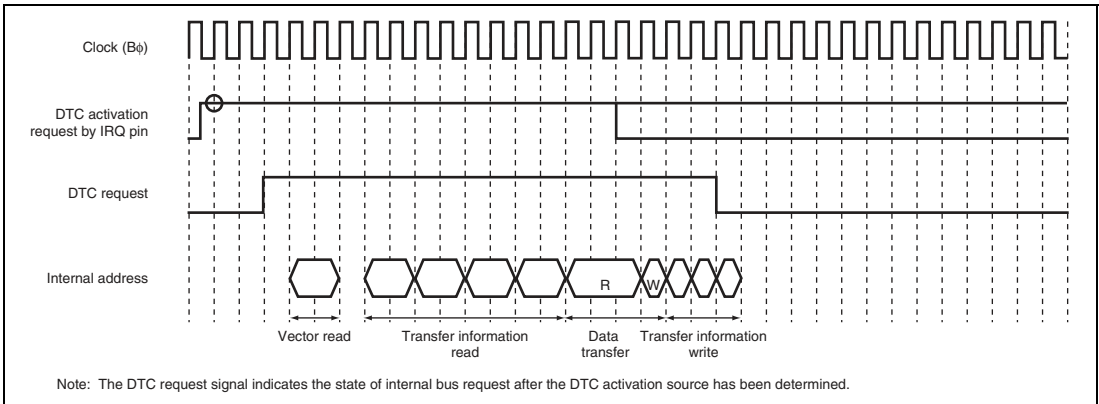 Clock (Bφ)
DTC activation
request by IRQ pin
DTC request
Internal address
R
W
Vector read
Transfer information
read
Data
transfer
Transfer information
write
Note: The DTC request signal indicates the state of internal bus request after the DTC activation source has been determined.